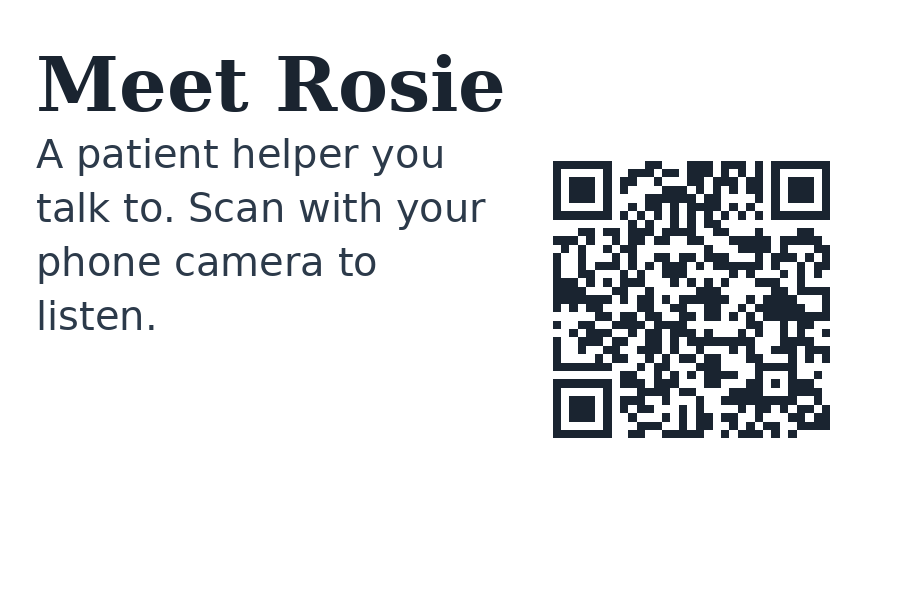 Meet Rosie
A patient helper you
talk to. Scan with your
phone camera to
listen.